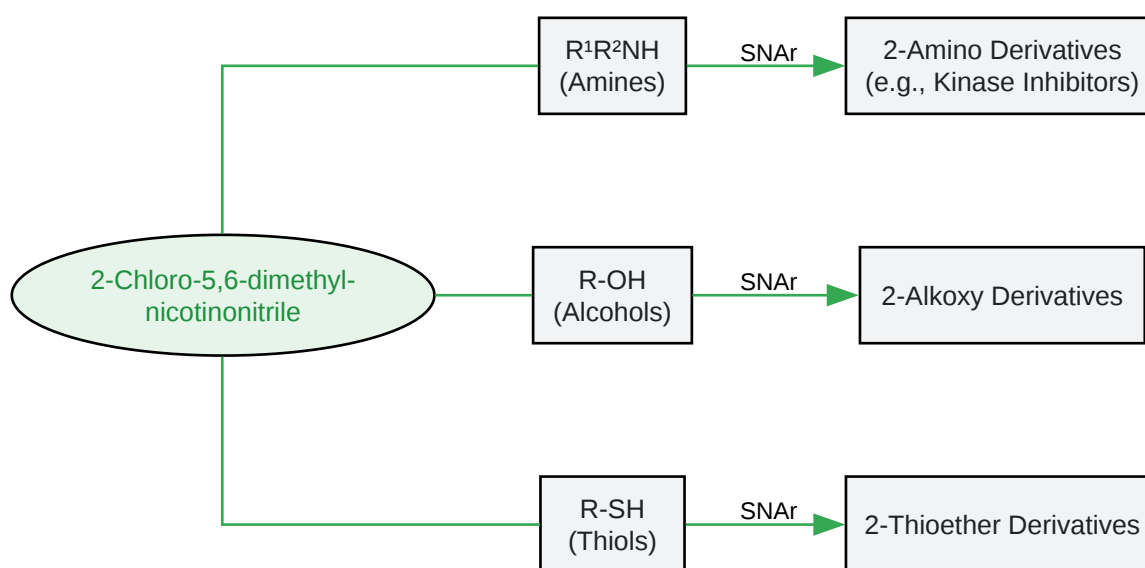 R¹R²NH
(Amines)
SNAr
2-Amino Derivatives
(e.g., Kinase Inhibitors)
2-Chloro-5,6-dimethyl-
nicotinonitrile
R-OH
(Alcohols)
SNAr
2-Alkoxy Derivatives
R-SH
(Thiols)
SNAr
2-Thioether Derivatives